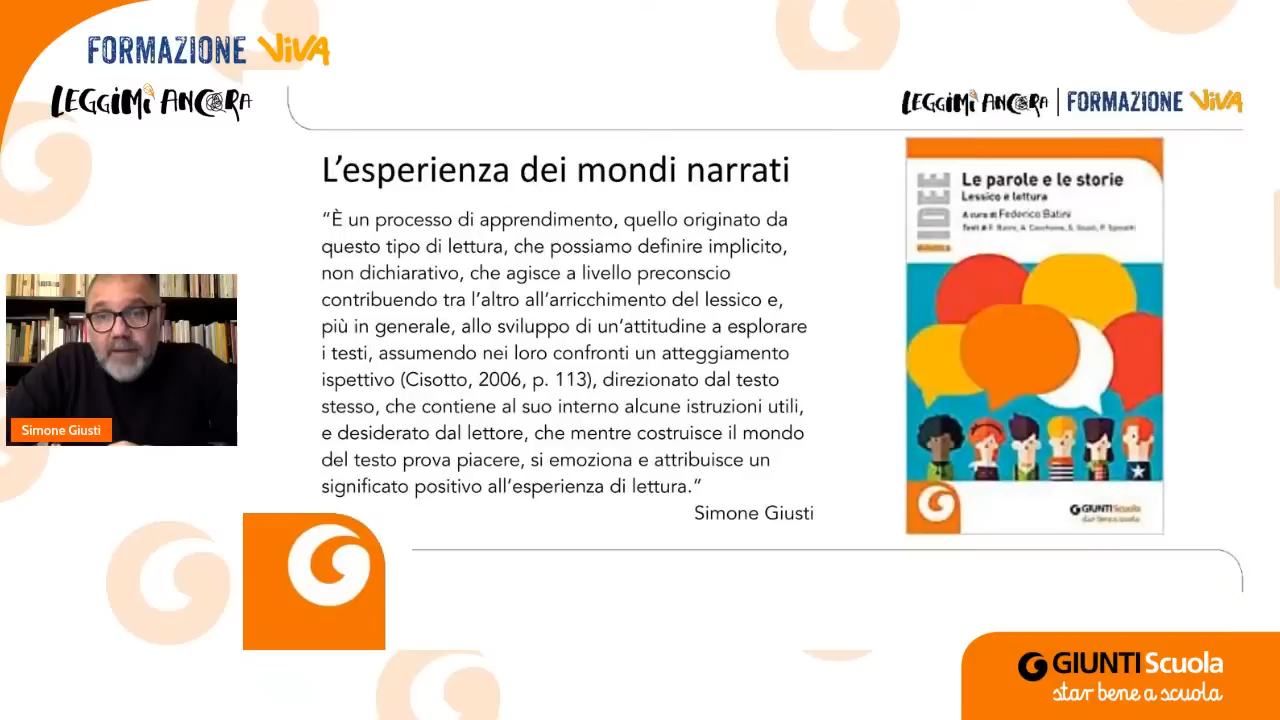 FORMAZIONE VIVA
LEGGIMI ANCORA
LEGGIMI ANCORA | FORMAZIONE VIVA
L’esperienza dei mondi narrati
“È un processo di apprendimento, quello originato da
questo tipo di lettura, che possiamo definire implicito,
non dichiarativo, che agisce a livello preconscio
contribuendo tra l’altro all’arricchimento del lessico e,
più in generale, allo sviluppo di un’attitudine a esplorare
i testi, assumendo nei loro confronti un atteggiamento
ispettivo (Cisotto, 2006, p. 113), direzionato dal testo
stesso, che contiene al suo interno alcune istruzioni utili,
e desiderato dal lettore, che mentre costruisce il mondo
del testo prova piacere, si emoziona e attribuisce un
significato positivo all’esperienza di lettura.”
Simone Giusti
IDEE
Le parole e le storie
Lessico e lettura
A cura di Federico Batini
GIUNTI Scuola
star bene a scuola
Simone Giusti
GIUNTI Scuola
star bene a scuola